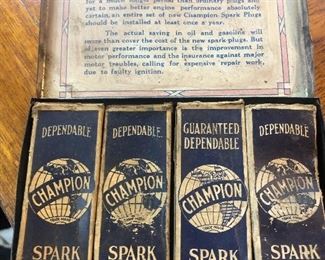 for a much longer period than ordinary plugs and
yet to make better engine performance absolutely
certain, an entire set of new Champion Spark Plugs
should be installed at least once a year.
The actual saving in oil and gasoline will
more than cover the cost of the new spark-plugs. But
of even greater importance is the improvement in
motor performance and the insurance against major
motor troubles, calling for expensive repair work,
due to faulty ignition.
DEPENDABLE
CHAMPION
SPARK
DEPENDABLE
CHAMPION
SPARK
GUARANTEED
DEPENDABLE
CHAMPION
SPARK
DEPENDABLE
CHAMPION
SPARK